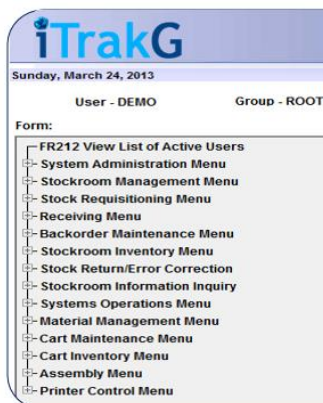 iTrakG
Sunday, March 24, 2013
User - DEMO Group - ROOT
Form:
FR212 View List of Active Users
System Administration Menu
Stockroom Management Menu
Stock Requisitioning Menu
Receiving Menu
Backorder Maintenance Menu
Stockroom Inventory Menu
Stock Return/Error Correction
Stockroom Information Inquiry
Systems Operations Menu
Material Management Menu
Cart Maintenance Menu
Cart Inventory Menu
Assembly Menu
Printer Control Menu